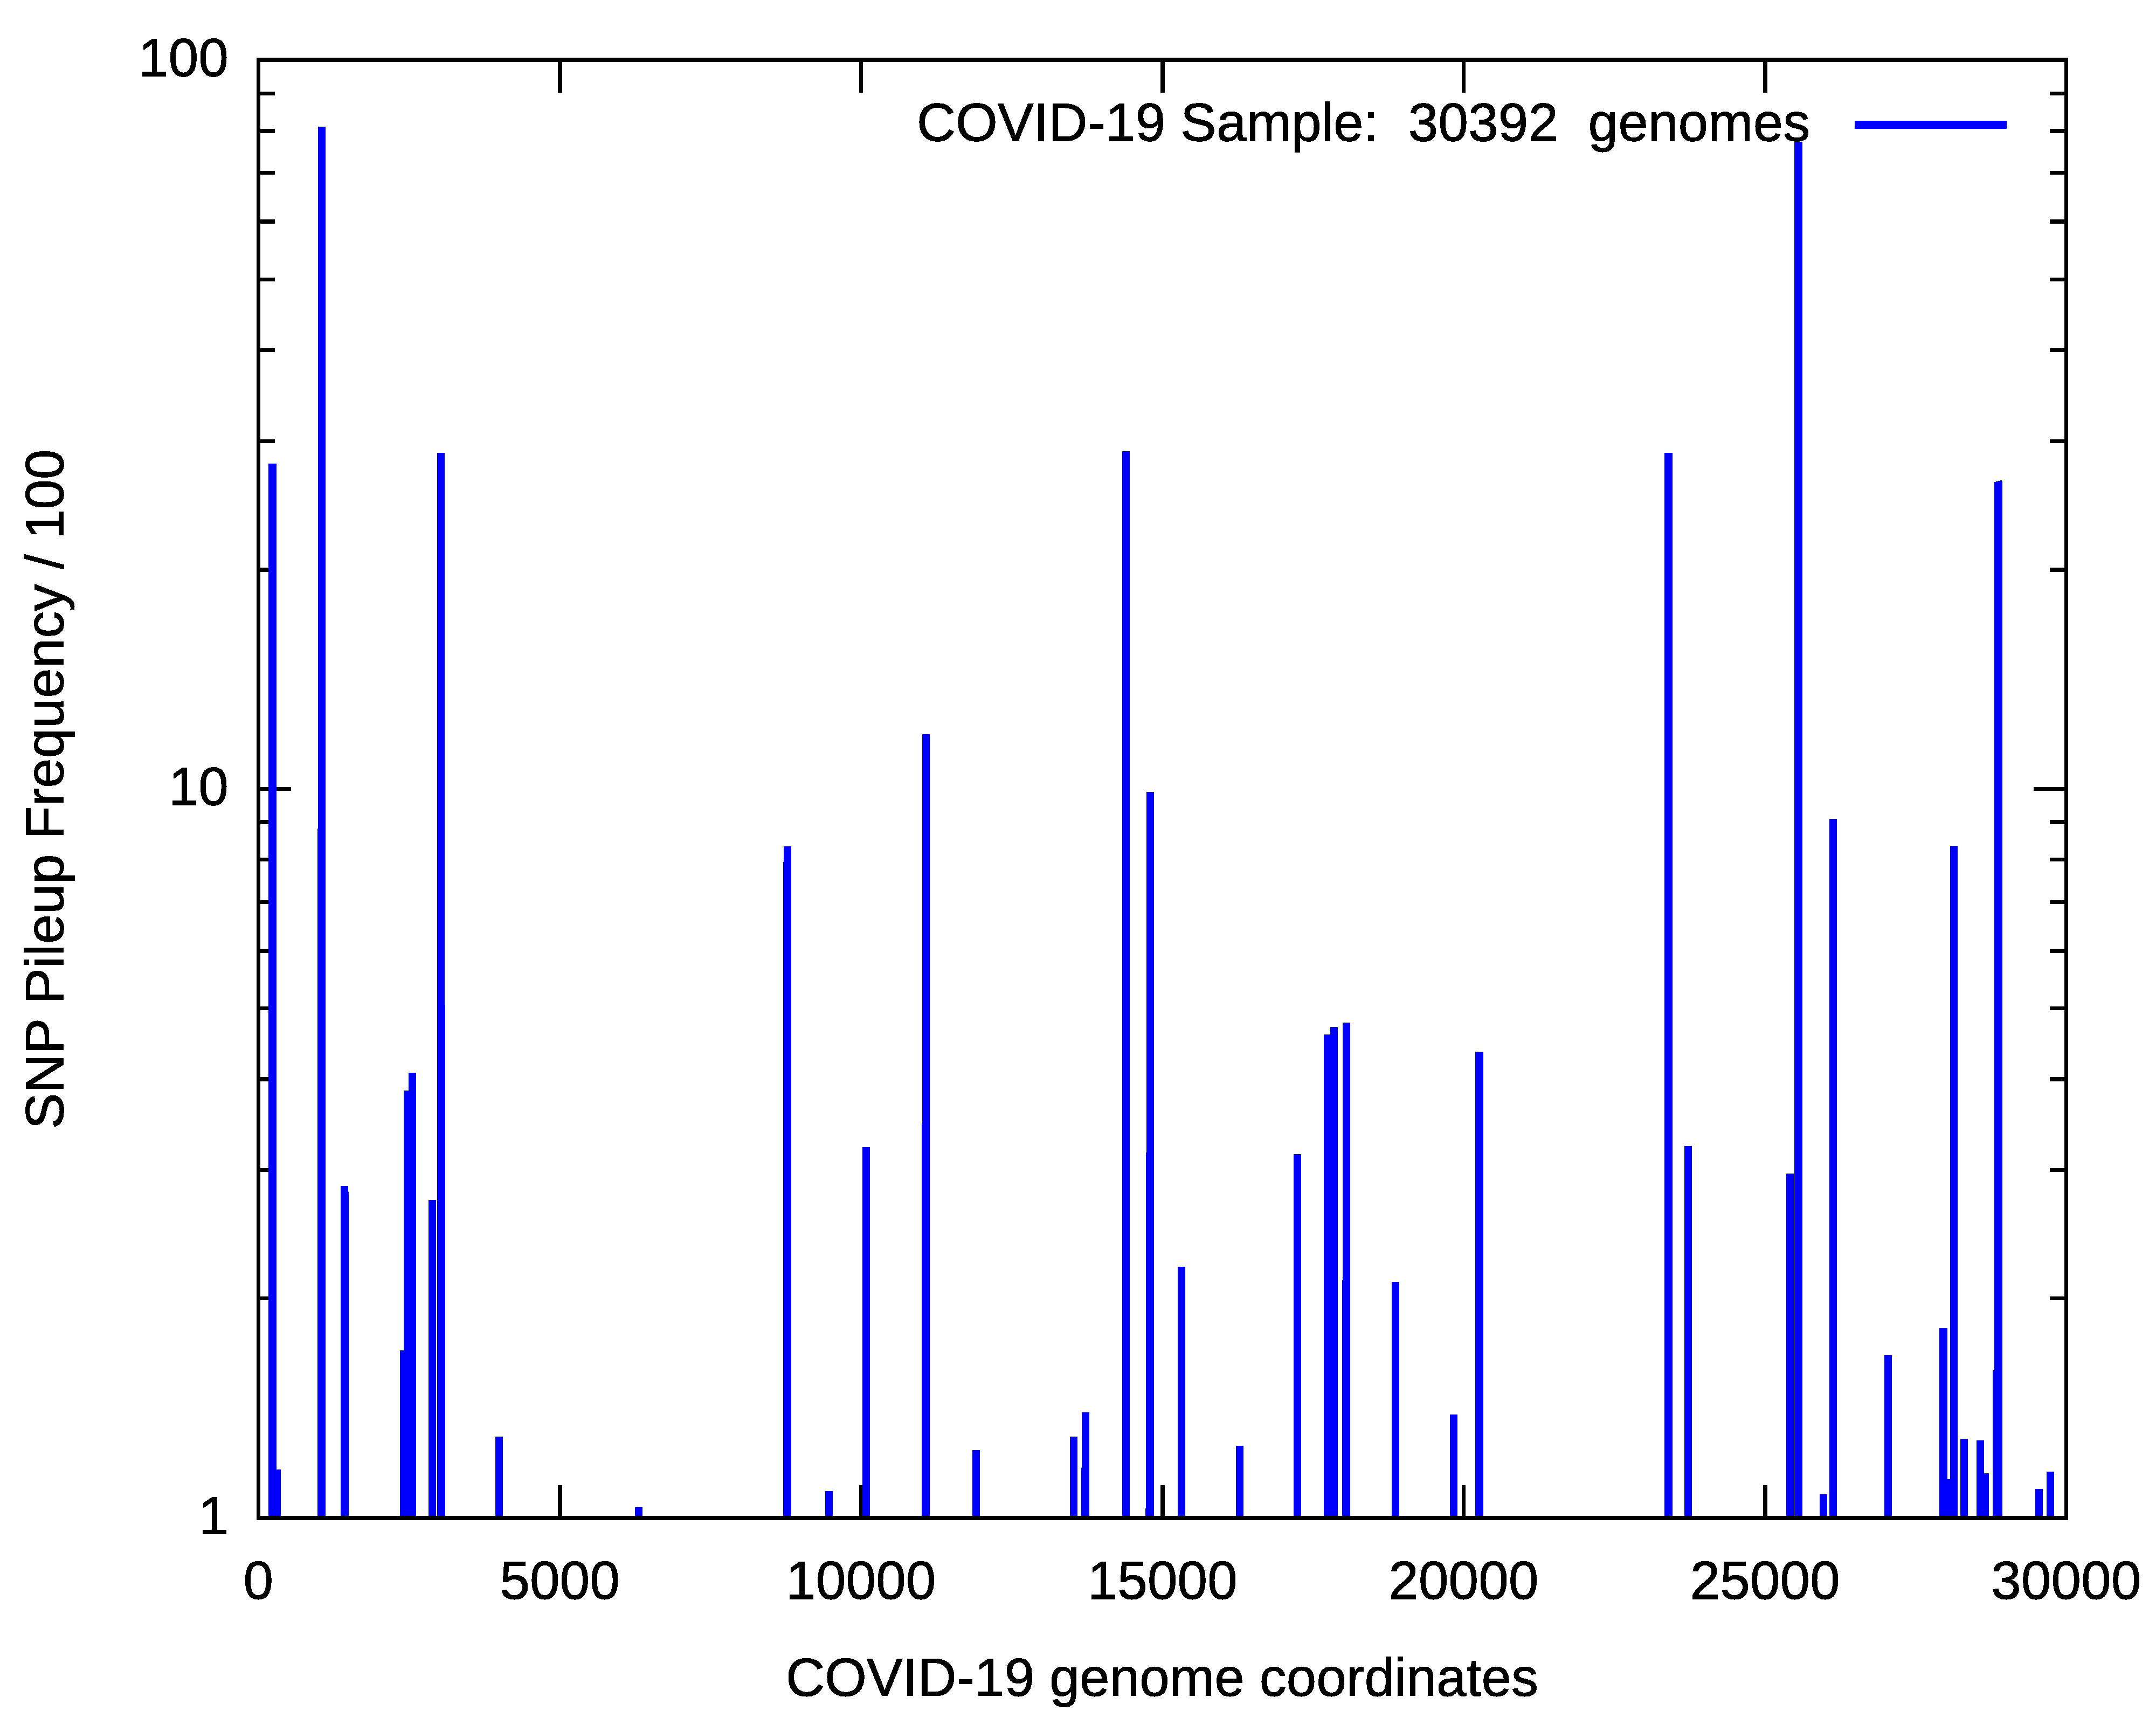 100
COVID-19 Sample: 30392 genomes
SNP Pileup Frequency / 100
10
1
0 5000 10000 15000 20000 25000 30000
COVID-19 genome coordinates